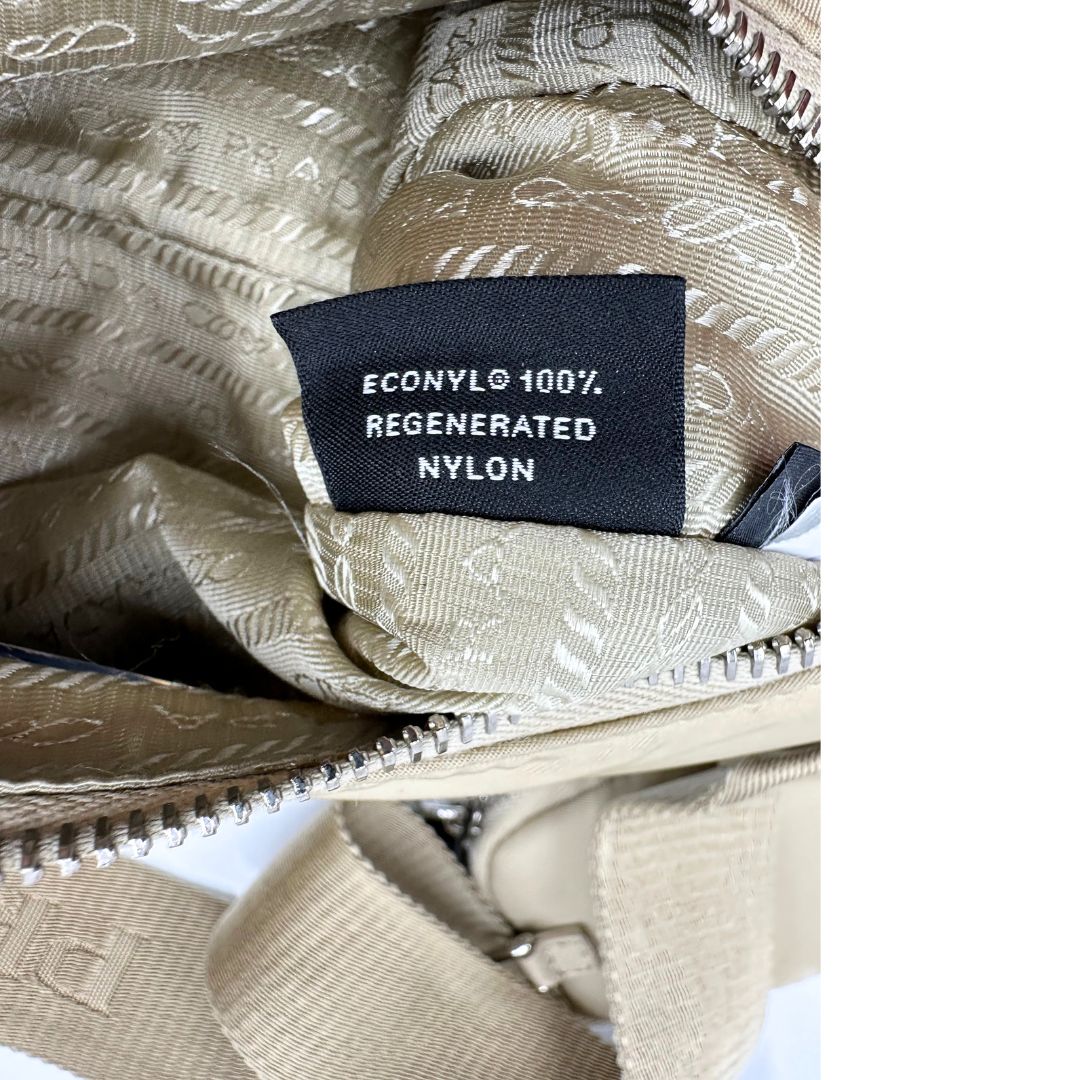 ECONYL® 100%
REGENERATED
NYLON